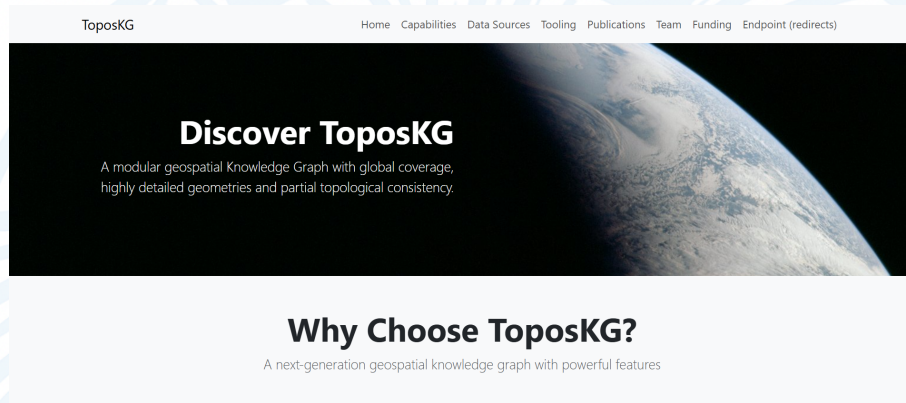 ToposKG
Home Capabilities Data Sources Tooling Publications Team Funding Endpoint (redirects)
Discover ToposKG
A modular geospatial Knowledge Graph with global coverage,
highly detailed geometries and partial topological consistency.
Why Choose ToposKG?
A next-generation geospatial knowledge graph with powerful features